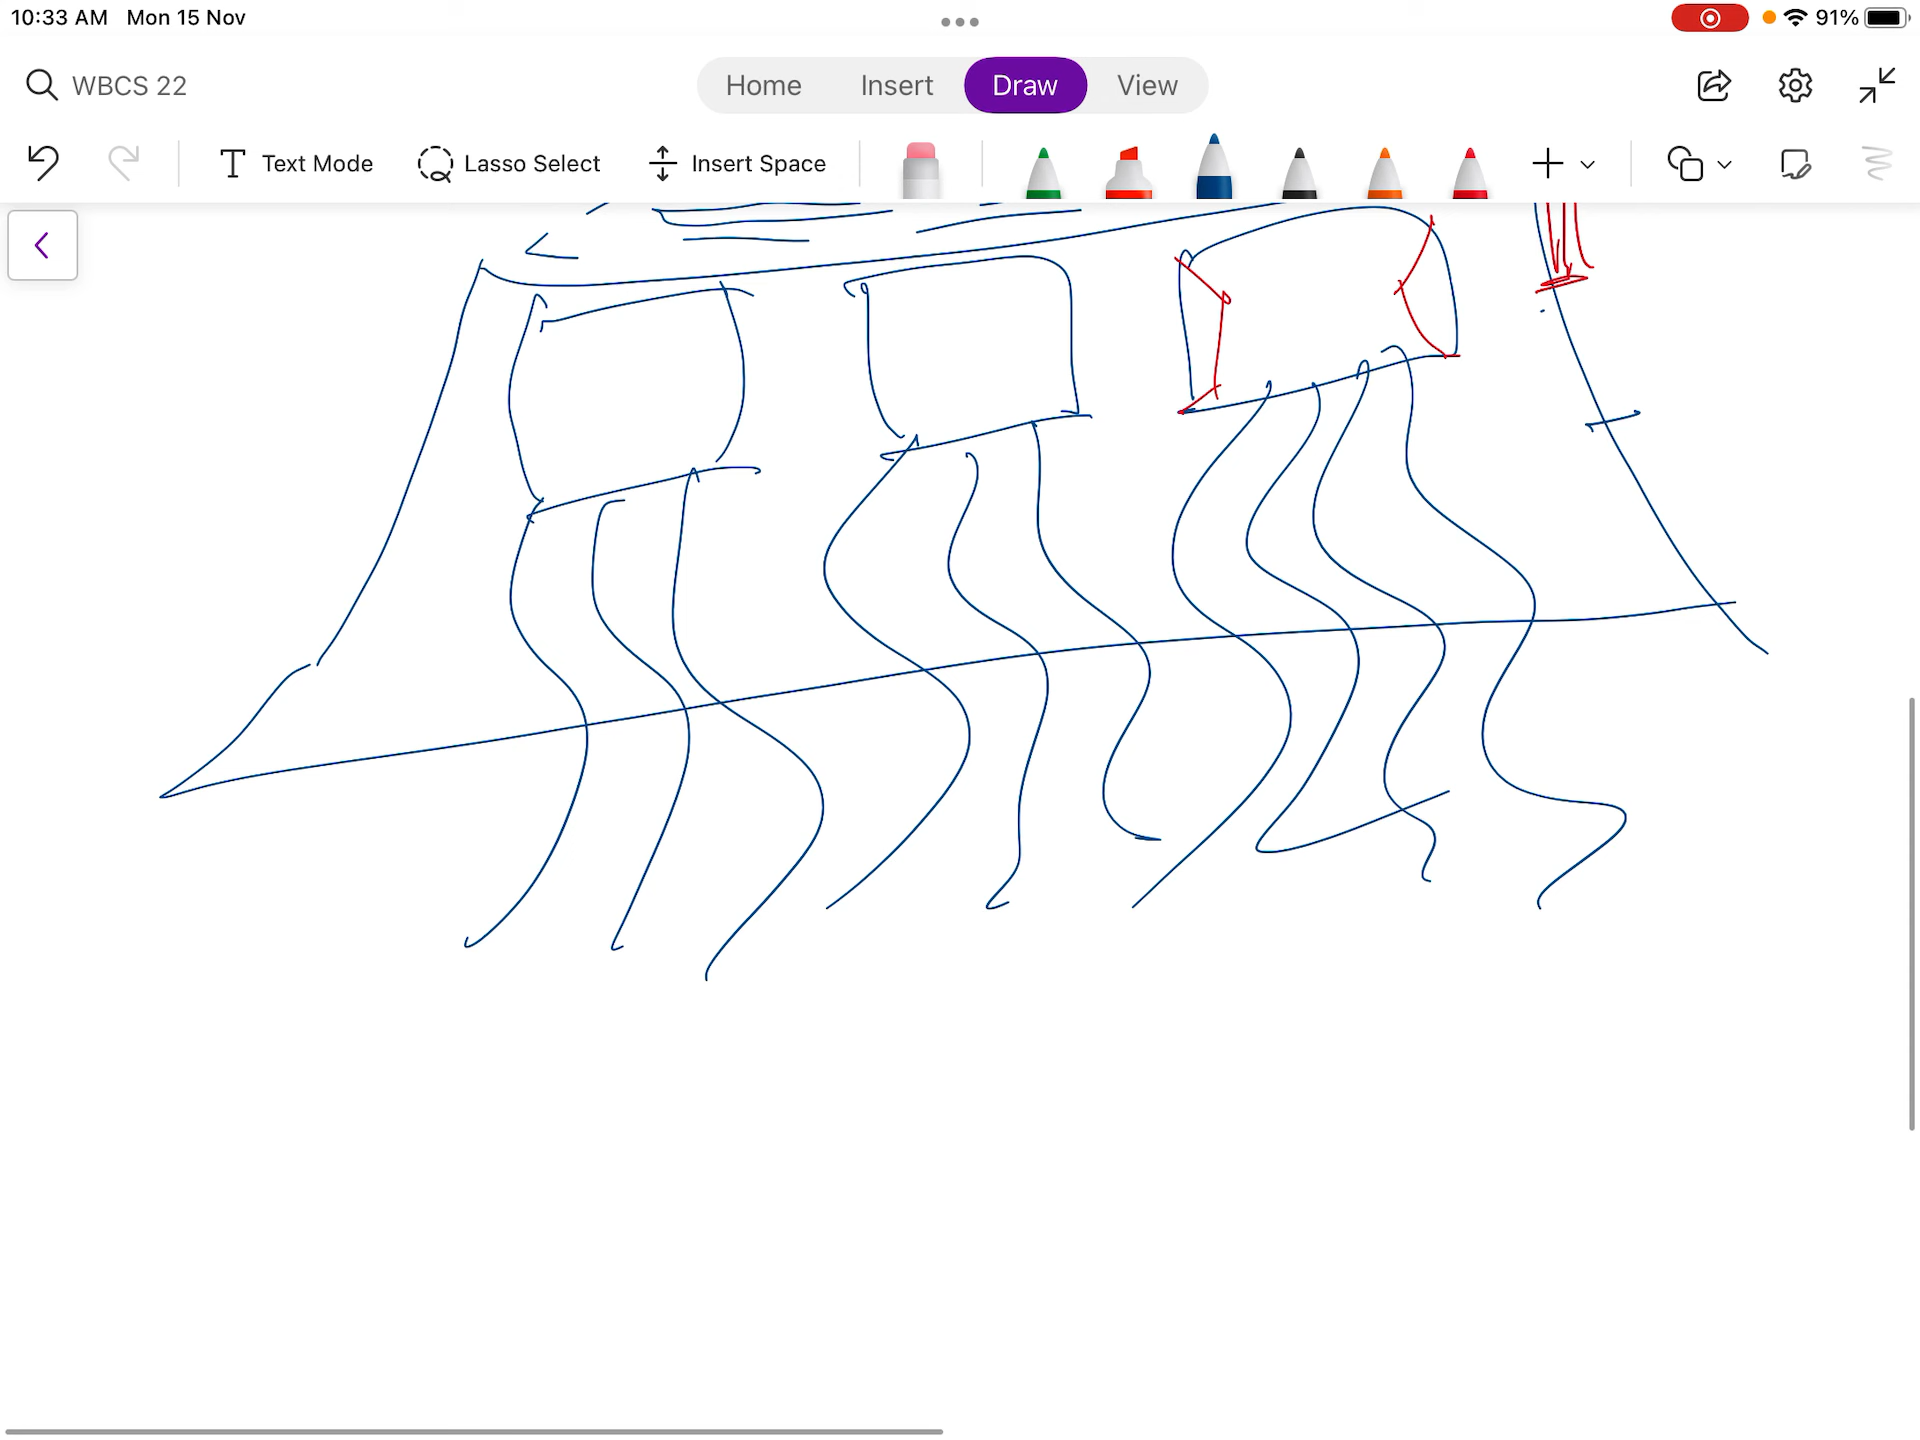 10:33 AM Mon 15 Nov 91%
WBCS 22 Home Insert Draw View
Text Mode Lasso Select Insert Space